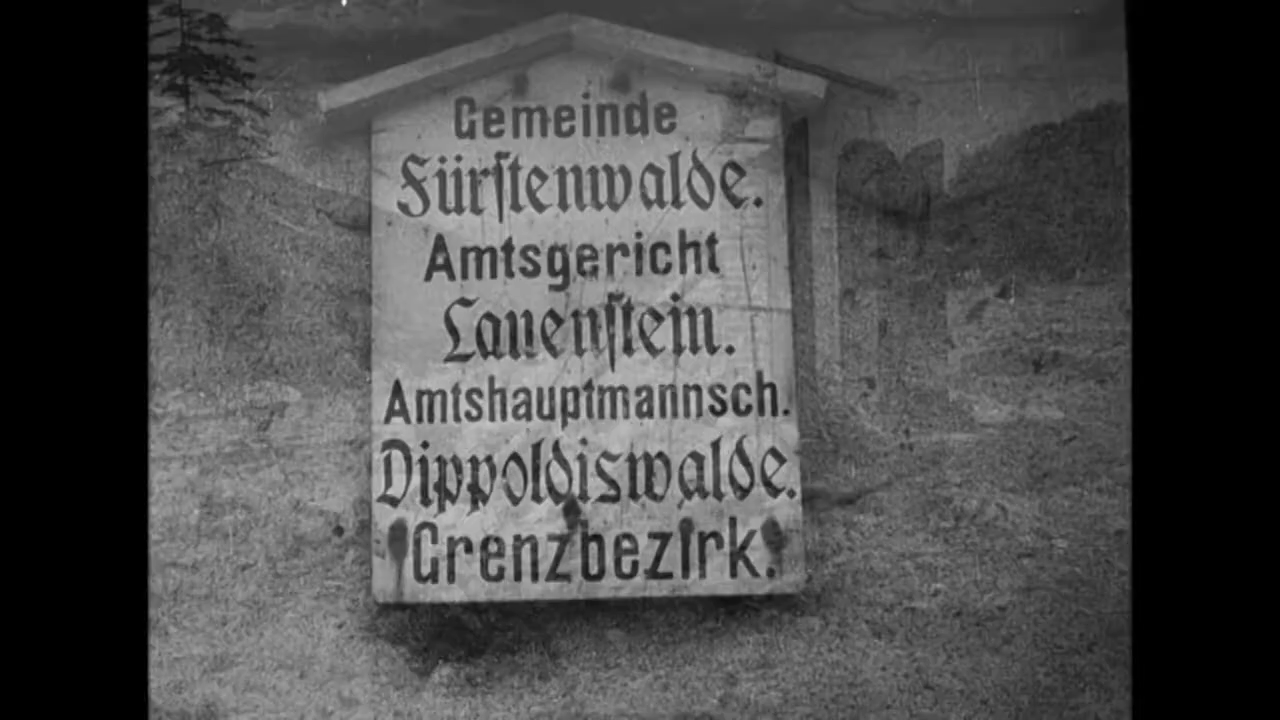 Gemeinde
Fürſtenwalde.
Amtsgericht
Lauenſtein.
Amtshauptmannsch.
Dippoldiswalde.
Grenzbezirk.